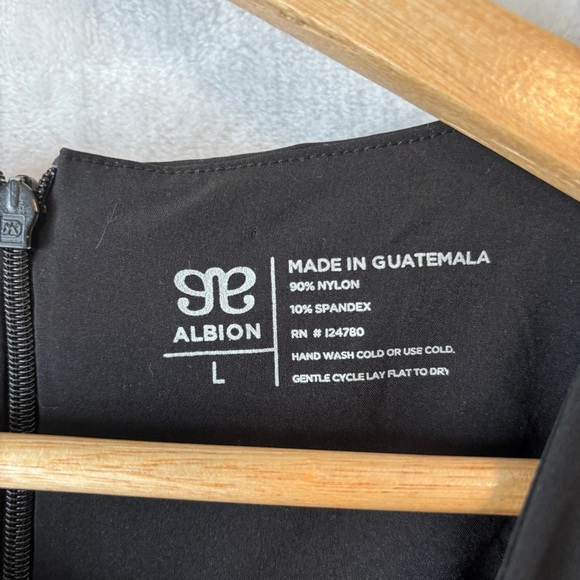 MADE IN GUATEMALA
90% NYLON
10% SPANDEX
RN # 124780
HAND WASH COLD OR USE COLD.
GENTLE CYCLE LAY FLAT TO DRY
ALBION
L